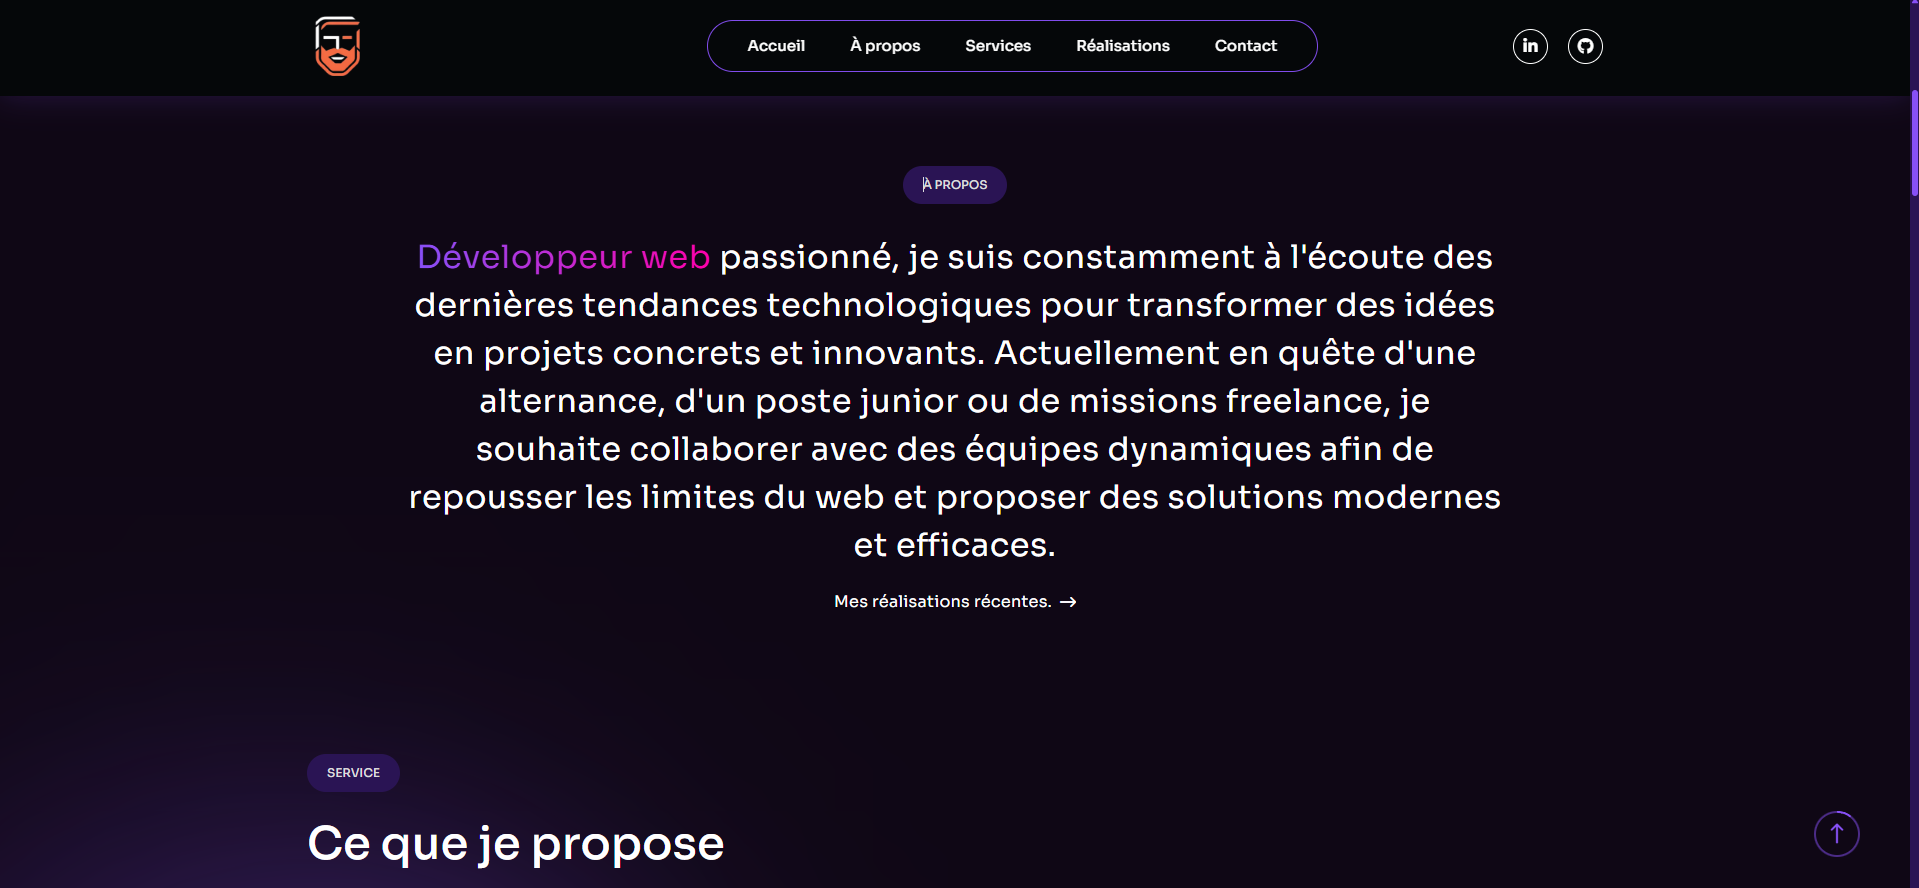 Accueil À propos Services Réalisations Contact in
À PROPOS
Développeur web passionné, je suis constamment à l'écoute des
dernières tendances technologiques pour transformer des idées
en projets concrets et innovants. Actuellement en quête d'une
alternance, d'un poste junior ou de missions freelance, je
souhaite collaborer avec des équipes dynamiques afin de
repousser les limites du web et proposer des solutions modernes
et efficaces.
Mes réalisations récentes. →
SERVICE
Ce que je propose